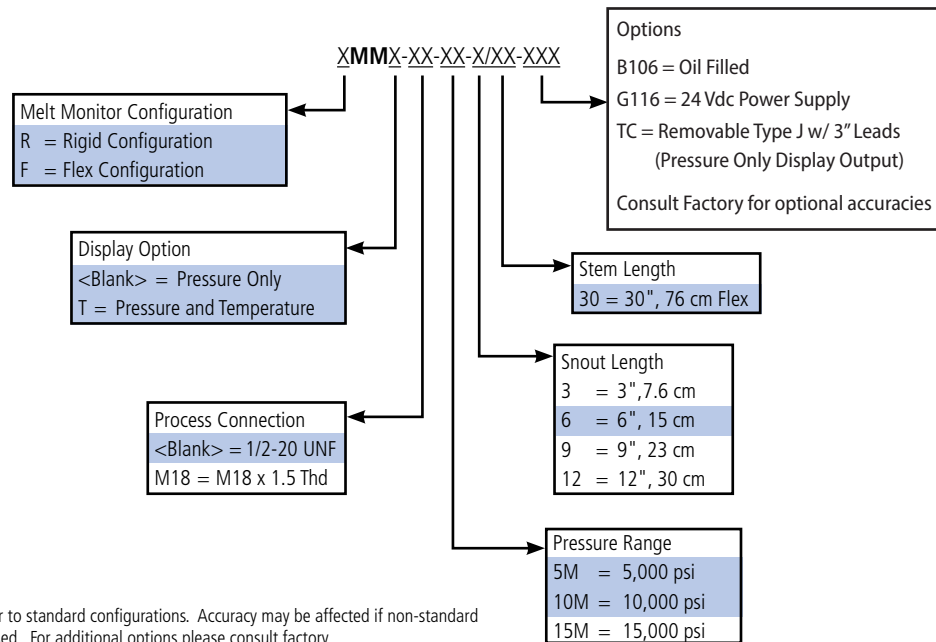 XMMX-XX-XX-X/XX-XXX
Options
B106 = Oil Filled
G116 = 24 Vdc Power Supply
TC = Removable Type J w/ 3” Leads
(Pressure Only Display Output)
Consult Factory for optional accuracies
Melt Monitor Configuration
R = Rigid Configuration
F = Flex Configuration
Display Option
<Blank> = Pressure Only
T = Pressure and Temperature
Stem Length
30 = 30", 76 cm Flex
Snout Length
3 = 3",7.6 cm
6 = 6", 15 cm
9 = 9", 23 cm
12 = 12", 30 cm
Process Connection
<Blank> = 1/2-20 UNF
M18 = M18 x 1.5 Thd
Pressure Range
5M = 5,000 psi
10M = 10,000 psi
15M = 15,000 psi
to standard configurations. Accuracy may be affected if non-standard
For additional options please consult factory